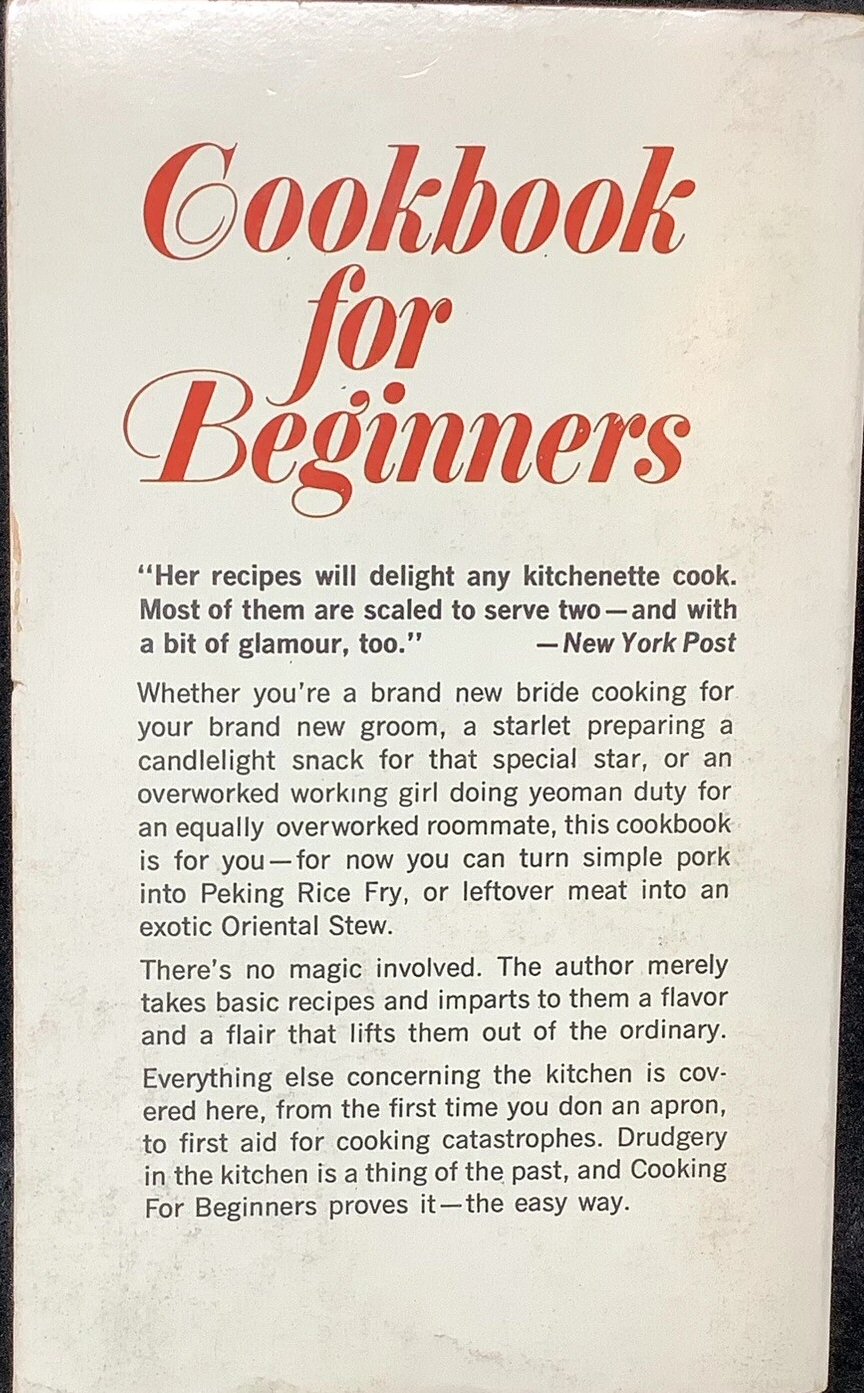 Cookbook
for
Beginners
“Her recipes will delight any kitchenette cook.
Most of them are scaled to serve two—and with
a bit of glamour, too.” —New York Post
Whether you’re a brand new bride cooking for
your brand new groom, a starlet preparing a
candlelight snack for that special star, or an
overworked working girl doing yeoman duty for
an equally overworked roommate, this cookbook
is for you—for now you can turn simple pork
into Peking Rice Fry, or leftover meat into an
exotic Oriental Stew.
There’s no magic involved. The author merely
takes basic recipes and imparts to them a flavor
and a flair that lifts them out of the ordinary.
Everything else concerning the kitchen is cov-
ered here, from the first time you don an apron,
to first aid for cooking catastrophes. Drudgery
in the kitchen is a thing of the past, and Cooking
For Beginners proves it—the easy way.